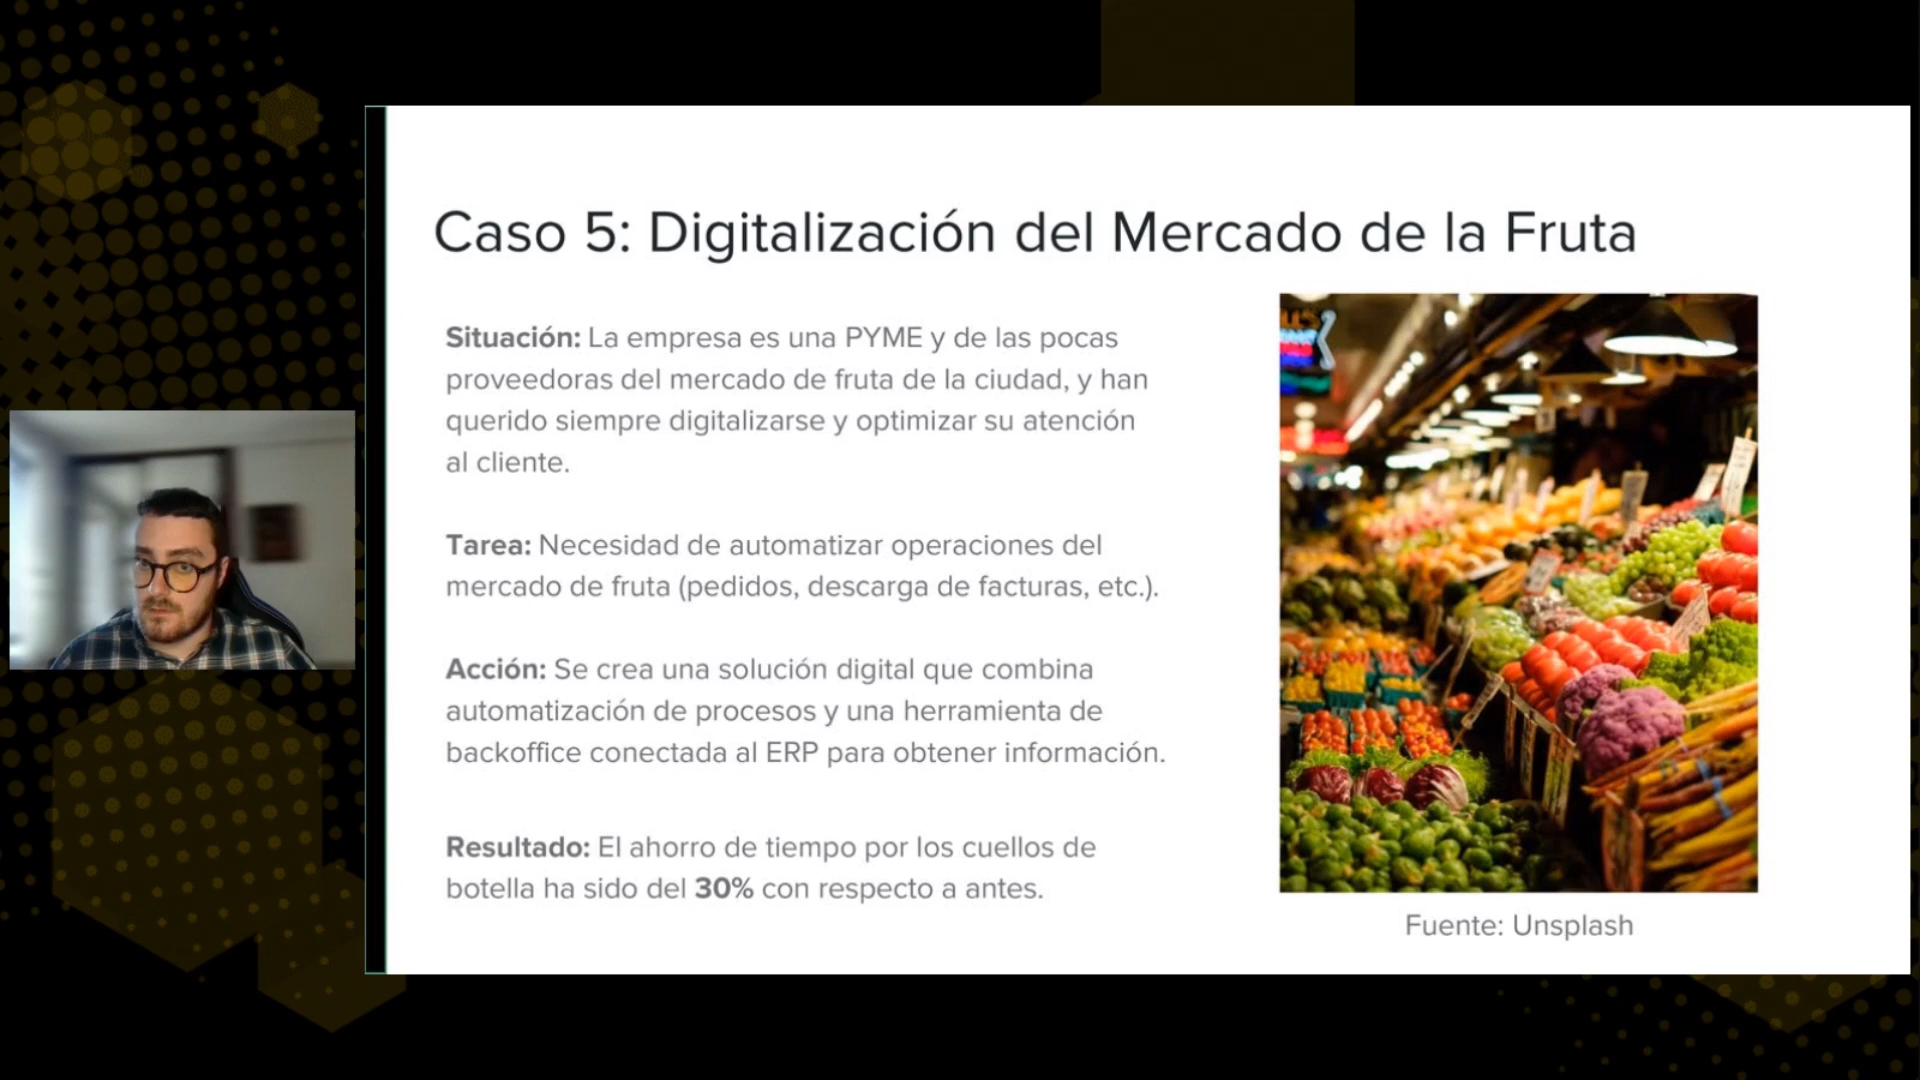 Caso 5: Digitalización del Mercado de la Fruta
Situación: La empresa es una PYME y de las pocas
proveedoras del mercado de fruta de la ciudad, y han
querido siempre digitalizarse y optimizar su atención
al cliente.
Tarea: Necesidad de automatizar operaciones del
mercado de fruta (pedidos, descarga de facturas, etc.).
Acción: Se crea una solución digital que combina
automatización de procesos y una herramienta de
backoffice conectada al ERP para obtener información.
Resultado: El ahorro de tiempo por los cuellos de
botella ha sido del 30% con respecto a antes.
Fuente: Unsplash